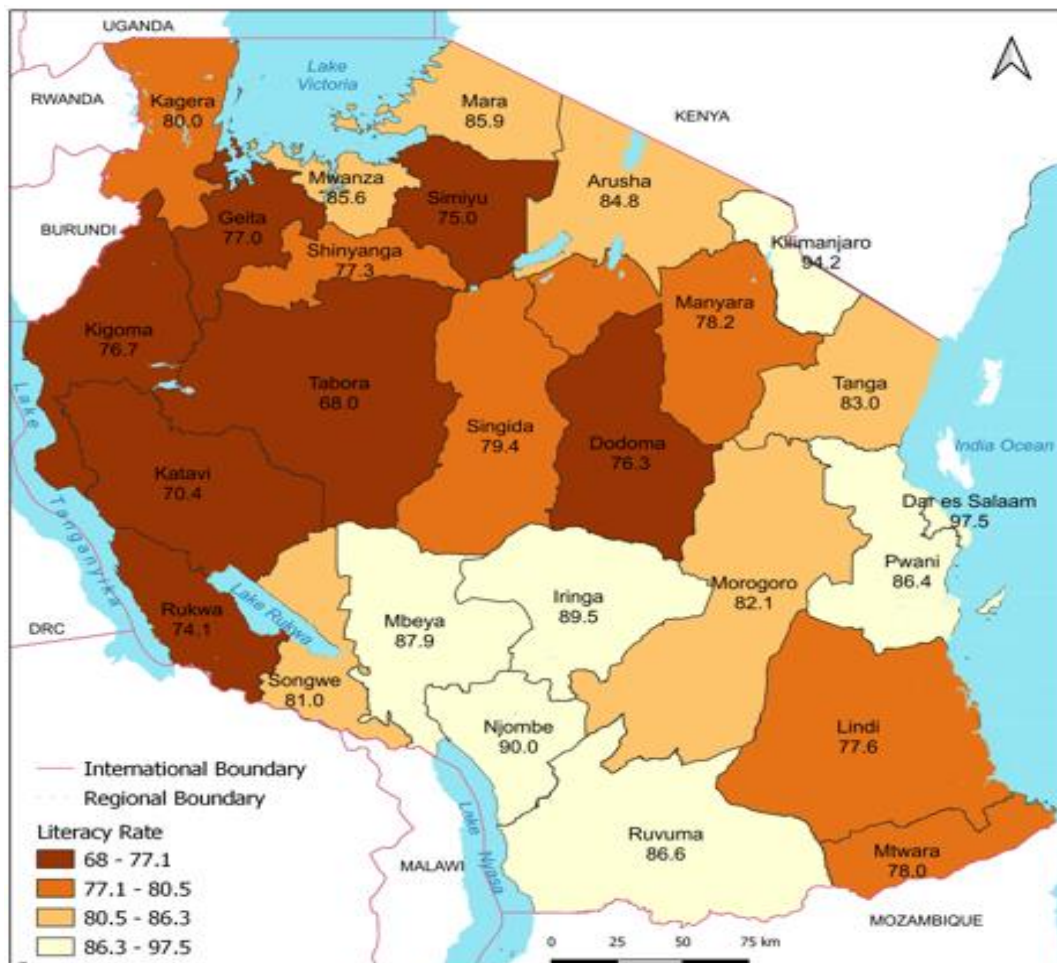 UGANDA
Lake
Victoria
RWANDA
Kagera
80.0
Mara
85.9
KENYA
Mwanza
85.6
Simiyu
75.0
Arusha
84.8
BURUNDI
Geita
77.0
Shinyanga
77.3
Kilimanjaro
94.2
Kigoma
76.7
Manyara
78.2
Tabora
68.0
Tanga
83.0
Singida
79.4
Dodoma
76.3
India Ocean
Katavi
70.4
Dar es Salaam
97.5
Lake Tanganyika
Pwani
86.4
Rukwa
74.1
Lake Rukwa
Mbeya
87.9
Iringa
89.5
Morogoro
82.1
DRC
Songwe
81.0
Njombe
90.0
Lindi
77.6
International Boundary
Regional Boundary
Literacy Rate
68 - 77.1
77.1 - 80.5
80.5 - 86.3
86.3 - 97.5
MALAWI
Lake Nyasa
Ruvuma
86.6
Mtwara
78.0
MOZAMBIQUE
0 25 50 75 km